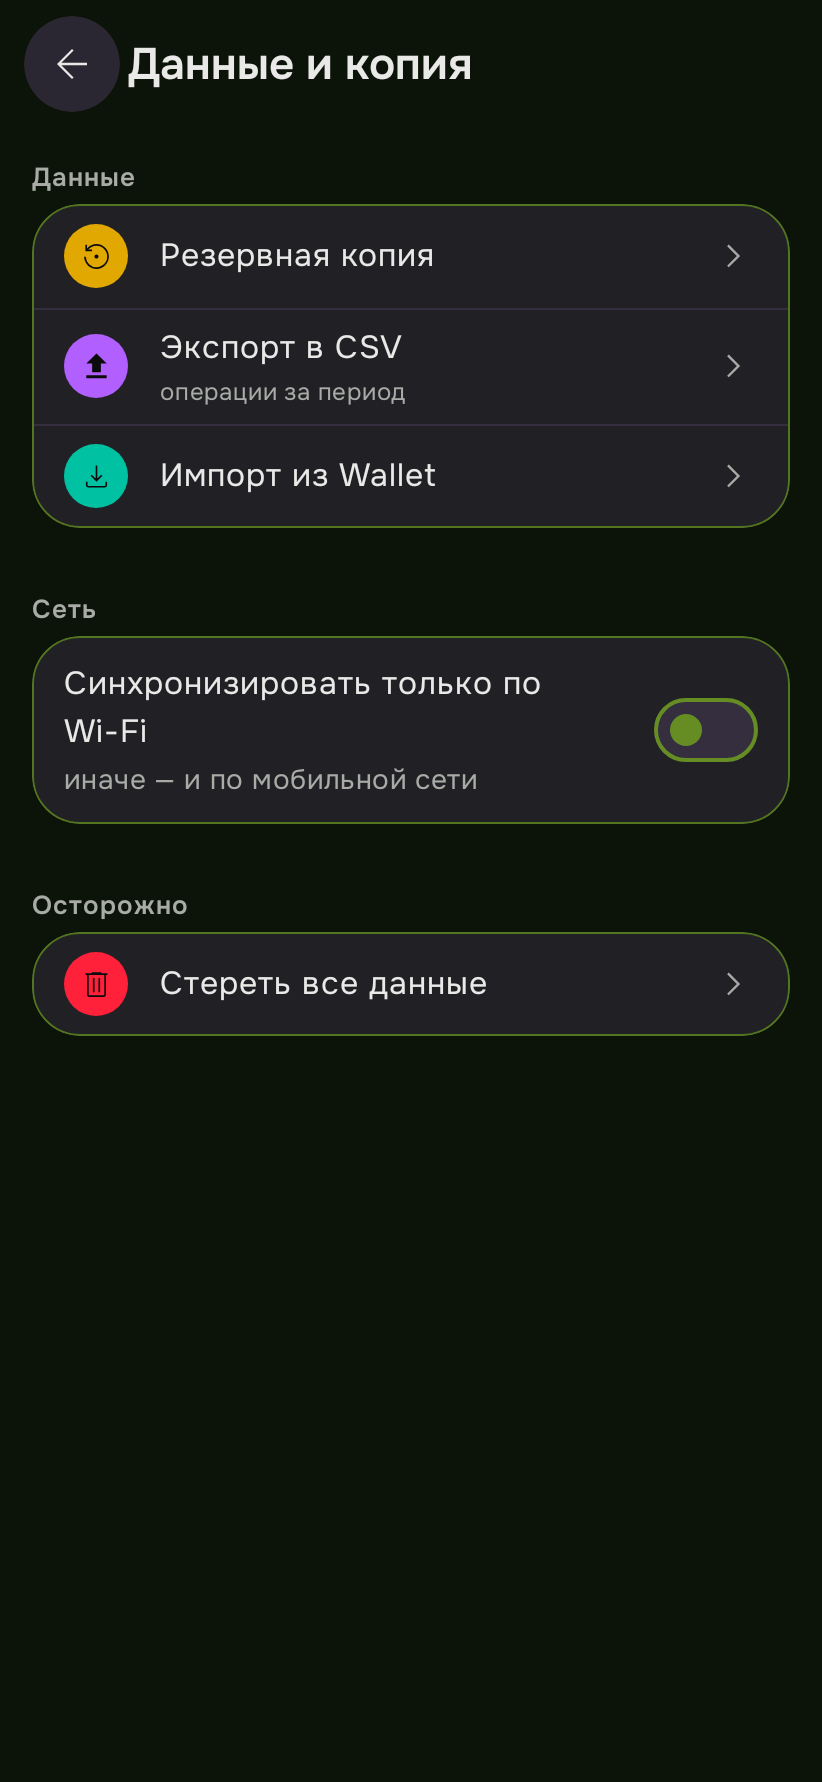 Данные и копия
Данные
Резервная копия
Экспорт в CSV
операции за период
Импорт из Wallet
Сеть
Синхронизировать только по
Wi-Fi
иначе — и по мобильной сети
Осторожно
Стереть все данные